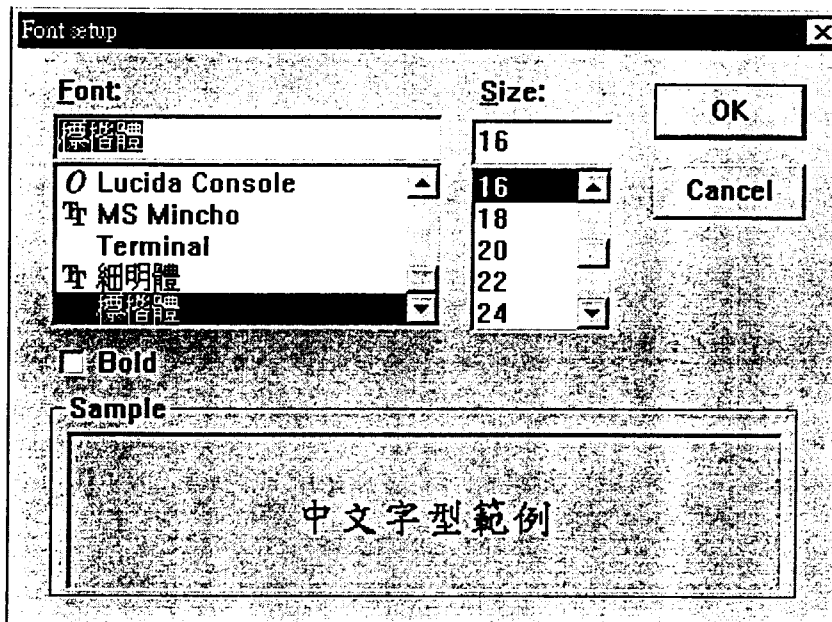 Font setup
Font:
Size:
OK
標楷體
16
Lucida Console
MS Mincho
Terminal
細明體
標楷體
16
18
20
22
24
Cancel
Bold
Sample
中文字型範例